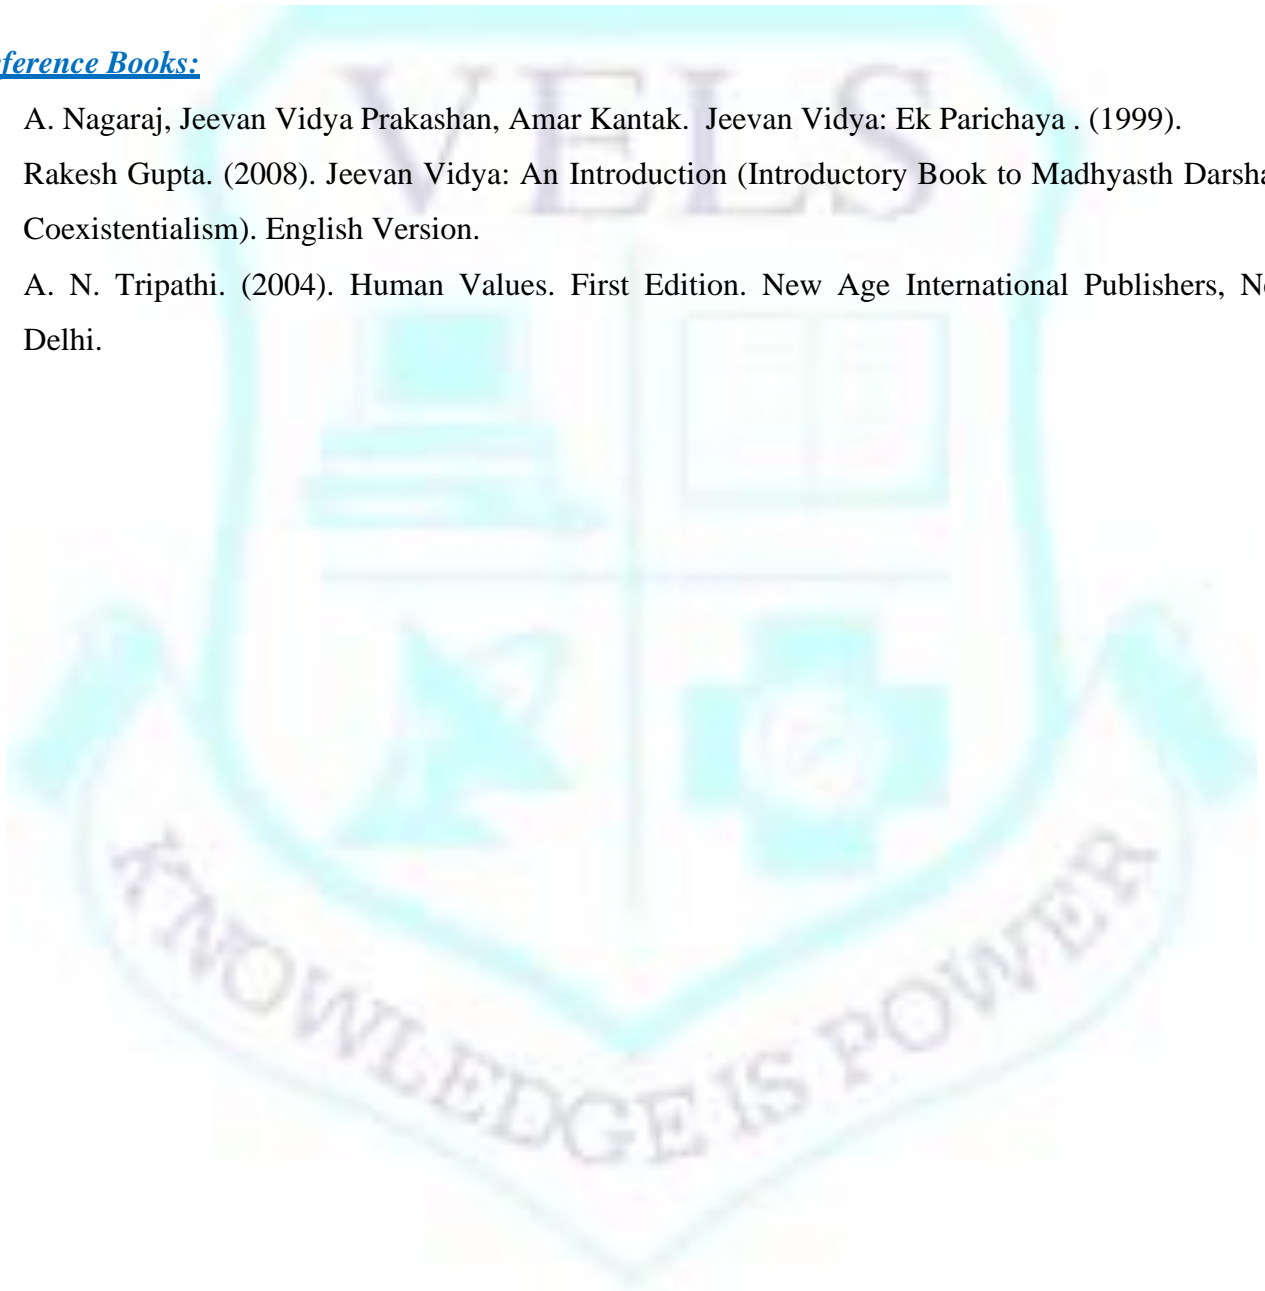 ference Books:
VELS
A. Nagaraj, Jeevan Vidya Prakashan, Amar Kantak. Jeevan Vidya: Ek Parichaya . (1999).
Rakesh Gupta. (2008). Jeevan Vidya: An Introduction (Introductory Book to Madhyasth Darsha
Coexistentialism). English Version.
A. N. Tripathi. (2004). Human Values. First Edition. New Age International Publishers, Ne
Delhi.
KNOWLEDGE IS POWER